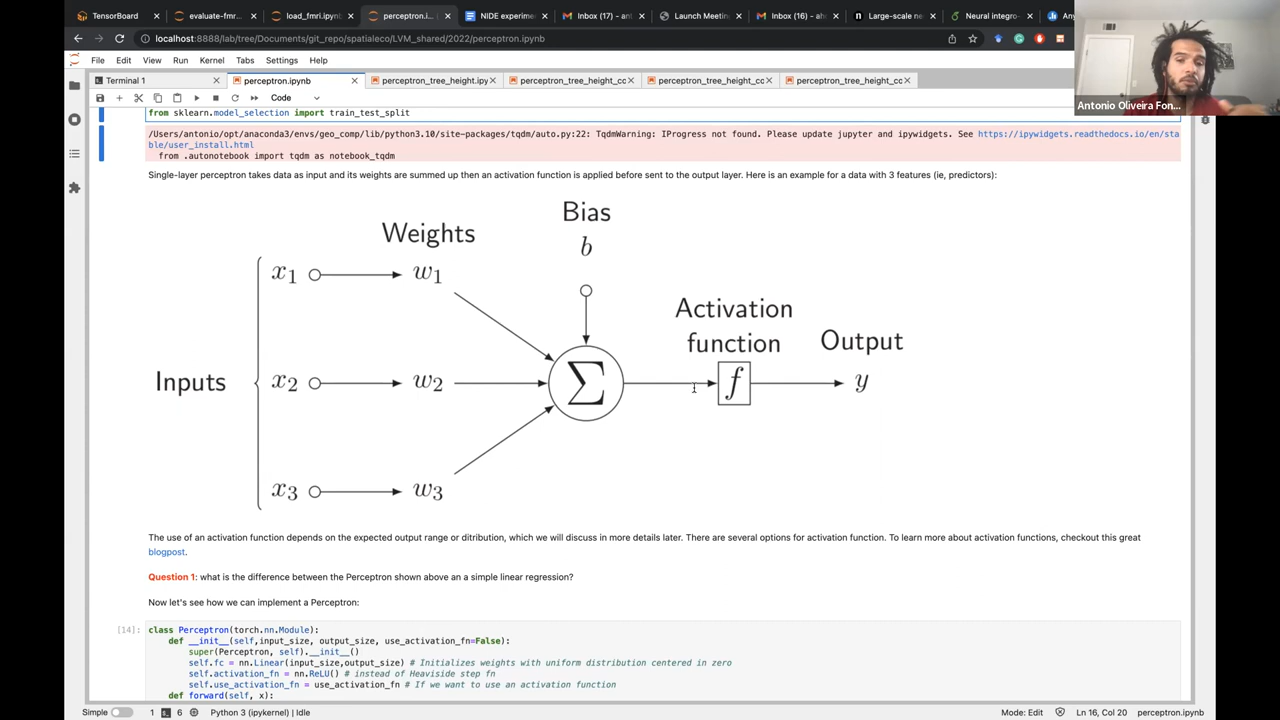 TensorBoard
evaluate-fmr...
load_fmri.ipynb
perceptron.i...
NIDE experime
Inbox (17) - an
Launch Meetin
Inbox (16) - ah
Large-scale ne
Neural integro-
Any
localhost:8888/lab/tree/Documents/git_repo/spatialeco/LVM_shared/2022/perceptron.ipynb
File Edit View Run Kernel Tabs Settings Help
Terminal 1
perceptron.ipynb
perceptron_tree_height.ipy
perceptron_tree_height_cc
perceptron_tree_height_cc
perceptron_tree_height_cc
Code
Antonio Oliveira Fon...
from sklearn.model_selection import train_test_split
/Users/antonio/opt/anaconda3/envs/geo_comp/lib/python3.10/site-packages/tqdm/auto.py:22: TqdmWarning: IProgress not found. Please update jupyter and ipywidgets. See https://ipywidgets.readthedocs.io/en/sta
ble/user_install.html
from .autonotebook import tqdm as notebook_tqdm
Single-layer perceptron takes data as input and its weights are summed up then an activation function is applied before sent to the output layer. Here is an example for a data with 3 features (ie, predictors):
Bias
b
Weights
x1 w1
Activation
function
Output
Inputs
x2 w2 ∑ f y
x3 w3
The use of an activation function depends on the expected output range or ditribution, which we will discuss in more details later. There are several options for activation function. To learn more about activation functions, checkout this great
blogpost.
Question 1: what is the difference between the Perceptron shown above an a simple linear regression?
Now let's see how we can implement a Perceptron:
[14]: class Perceptron(torch.nn.Module):
def __init__(self,input_size, output_size, use_activation_fn=False):
super(Perceptron, self).__init__()
self.fc = nn.Linear(input_size,output_size) # Initializes weights with uniform distribution centered in zero
self.activation_fn = nn.ReLU() # instead of Heaviside step fn
self.use_activation_fn = use_activation_fn # If we want to use an activation function
def forward(self, x):
Simple 1 6 Python 3 (ipykernel) | Idle Mode: Edit Ln 16, Col 20 perceptron.ipynb